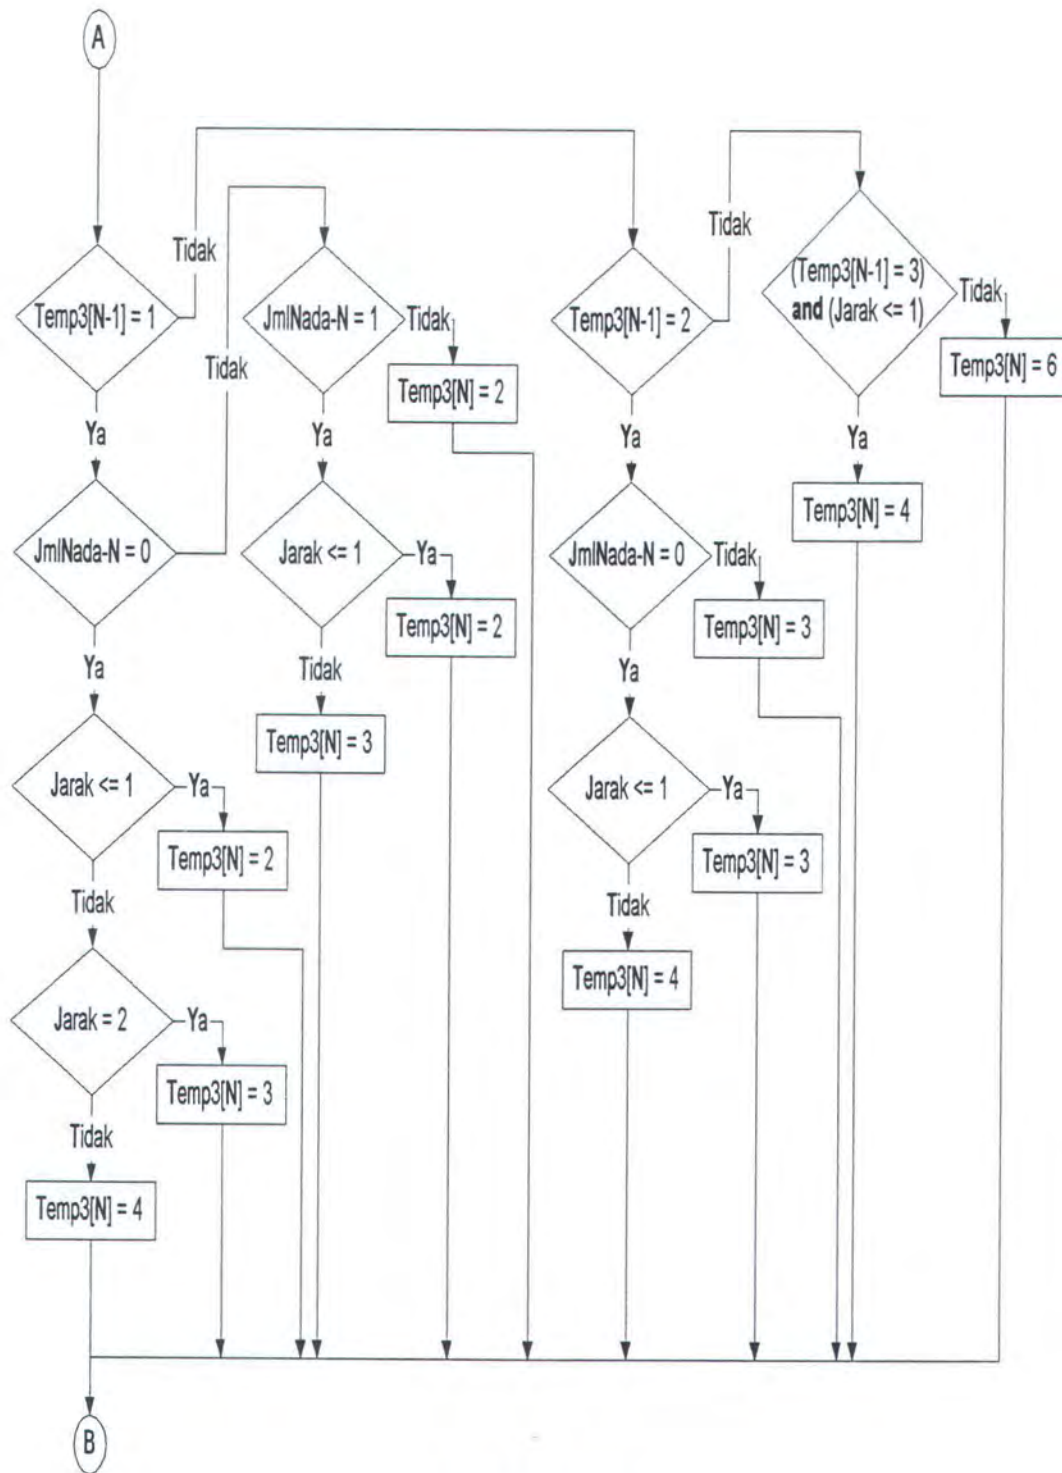 A
Tidak
Tidak
Temp3[N-1] = 1
JmlNada-N = 1
Tidak
Temp3[N-1] = 2
(Temp3[N-1] = 3)
and (Jarak <= 1)
Tidak
Tidak
Temp3[N] = 2
Temp3[N] = 6
Ya
Ya
Ya
Ya
Temp3[N] = 4
JmlNada-N = 0
Jarak <= 1
Ya
JmlNada-N = 0
Tidak
Temp3[N] = 2
Temp3[N] = 3
Ya
Tidak
Ya
Temp3[N] = 3
Jarak <= 1
Ya
Jarak <= 1
Ya
Temp3[N] = 2
Temp3[N] = 3
Tidak
Tidak
Temp3[N] = 4
Jarak = 2
Ya
Temp3[N] = 3
Tidak
Temp3[N] = 4
B